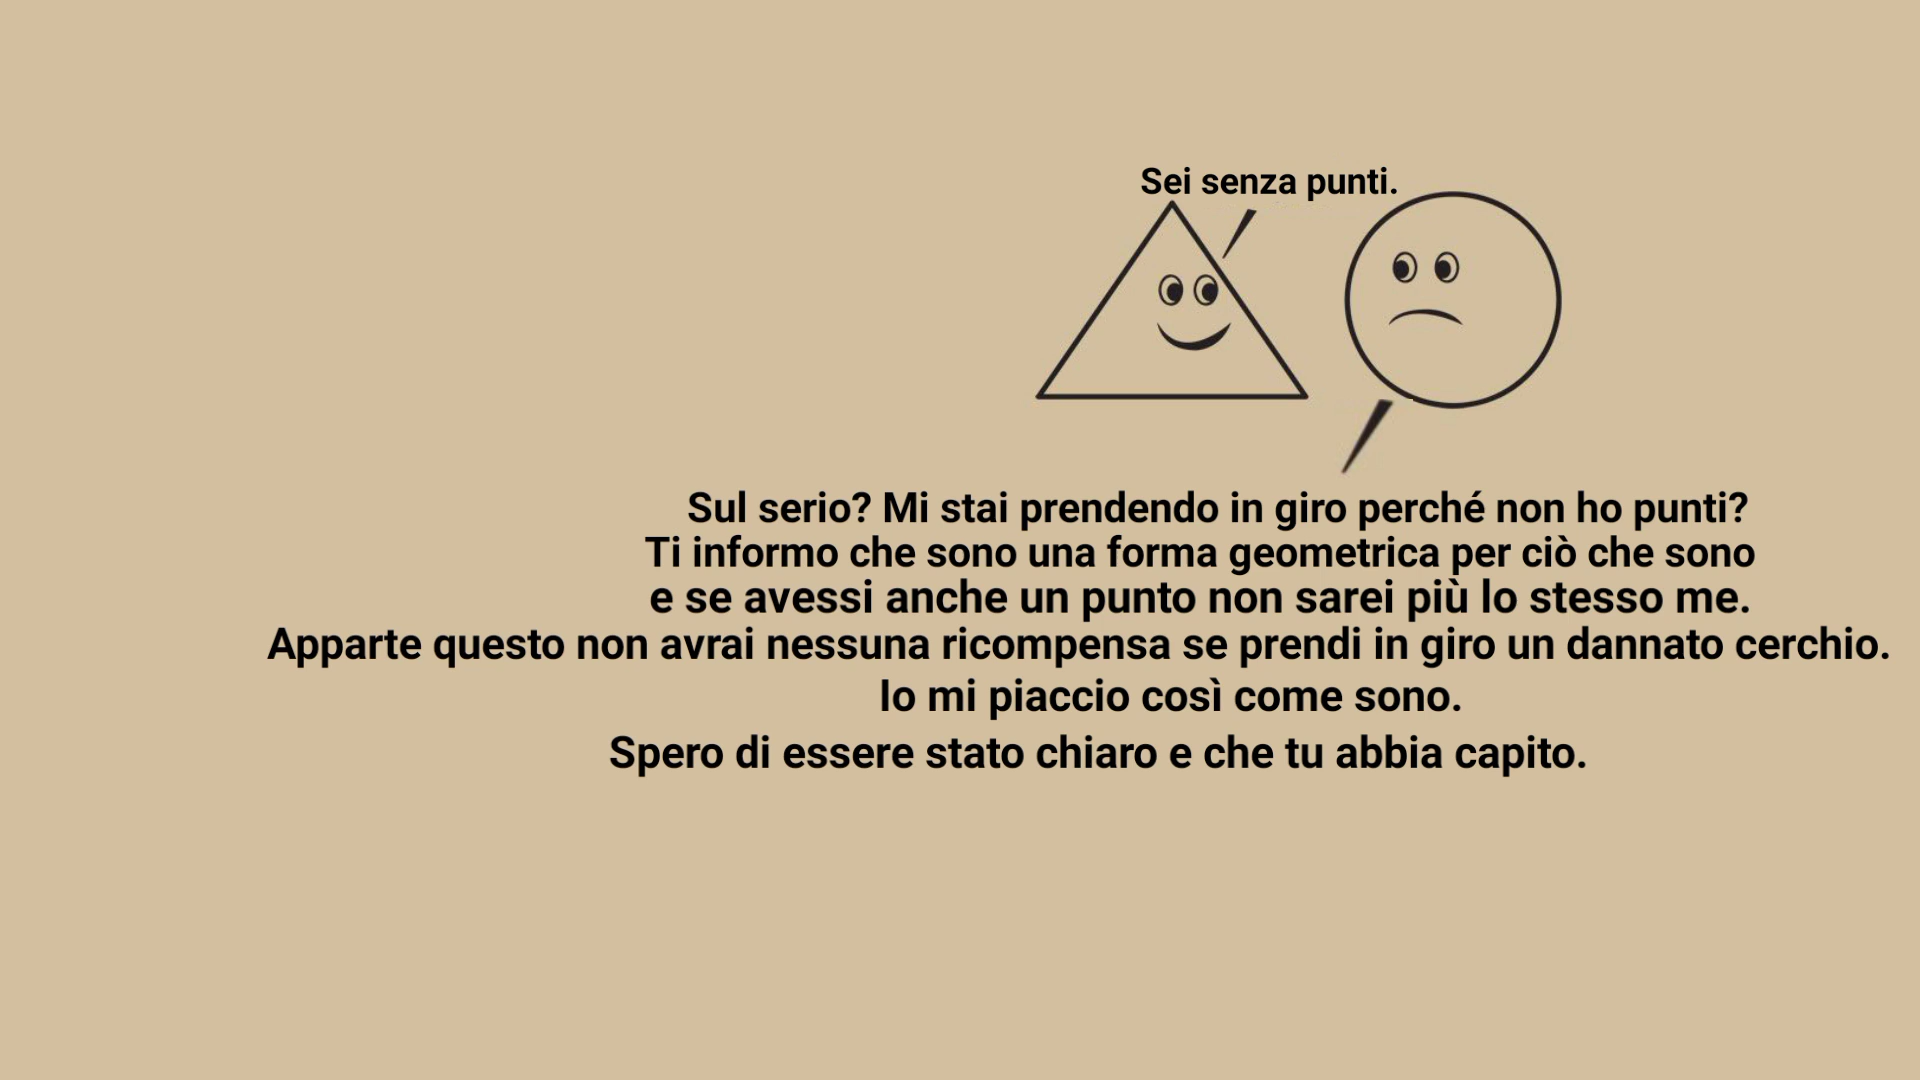 Sei senza punti.
Sul serio? Mi stai prendendo in giro perché non ho punti?
Ti informo che sono una forma geometrica per ciò che sono
e se avessi anche un punto non sarei più lo stesso me.
Apparte questo non avrai nessuna ricompensa se prendi in giro un dannato cerchio.
Io mi piaccio così come sono.
Spero di essere stato chiaro e che tu abbia capito.